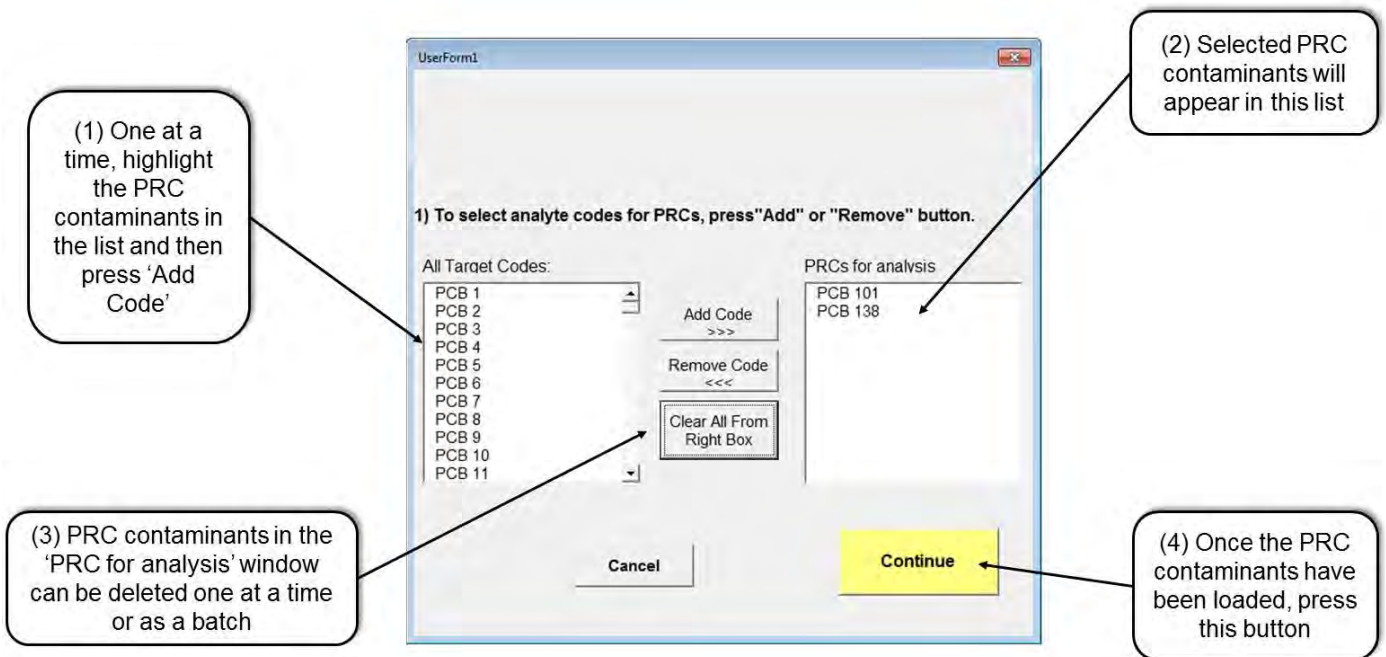 (1) One at a
time, highlight
the PRC
contaminants in
the list and then
press ‘Add
Code’
(2) Selected PRC
contaminants will
appear in this list
UserForm1
1) To select analyte codes for PRCs, press"Add" or "Remove" button.
All Target Codes:
PCB 1
PCB 2
PCB 3
PCB 4
PCB 5
PCB 6
PCB 7
PCB 8
PCB 9
PCB 10
PCB 11
Add Code
>>>
Remove Code
<<<
Clear All From
Right Box
PRCs for analysis
PCB 101
PCB 138
Cancel
Continue
(3) PRC contaminants in the
‘PRC for analysis’ window
can be deleted one at a time
or as a batch
(4) Once the PRC
contaminants have
been loaded, press
this button